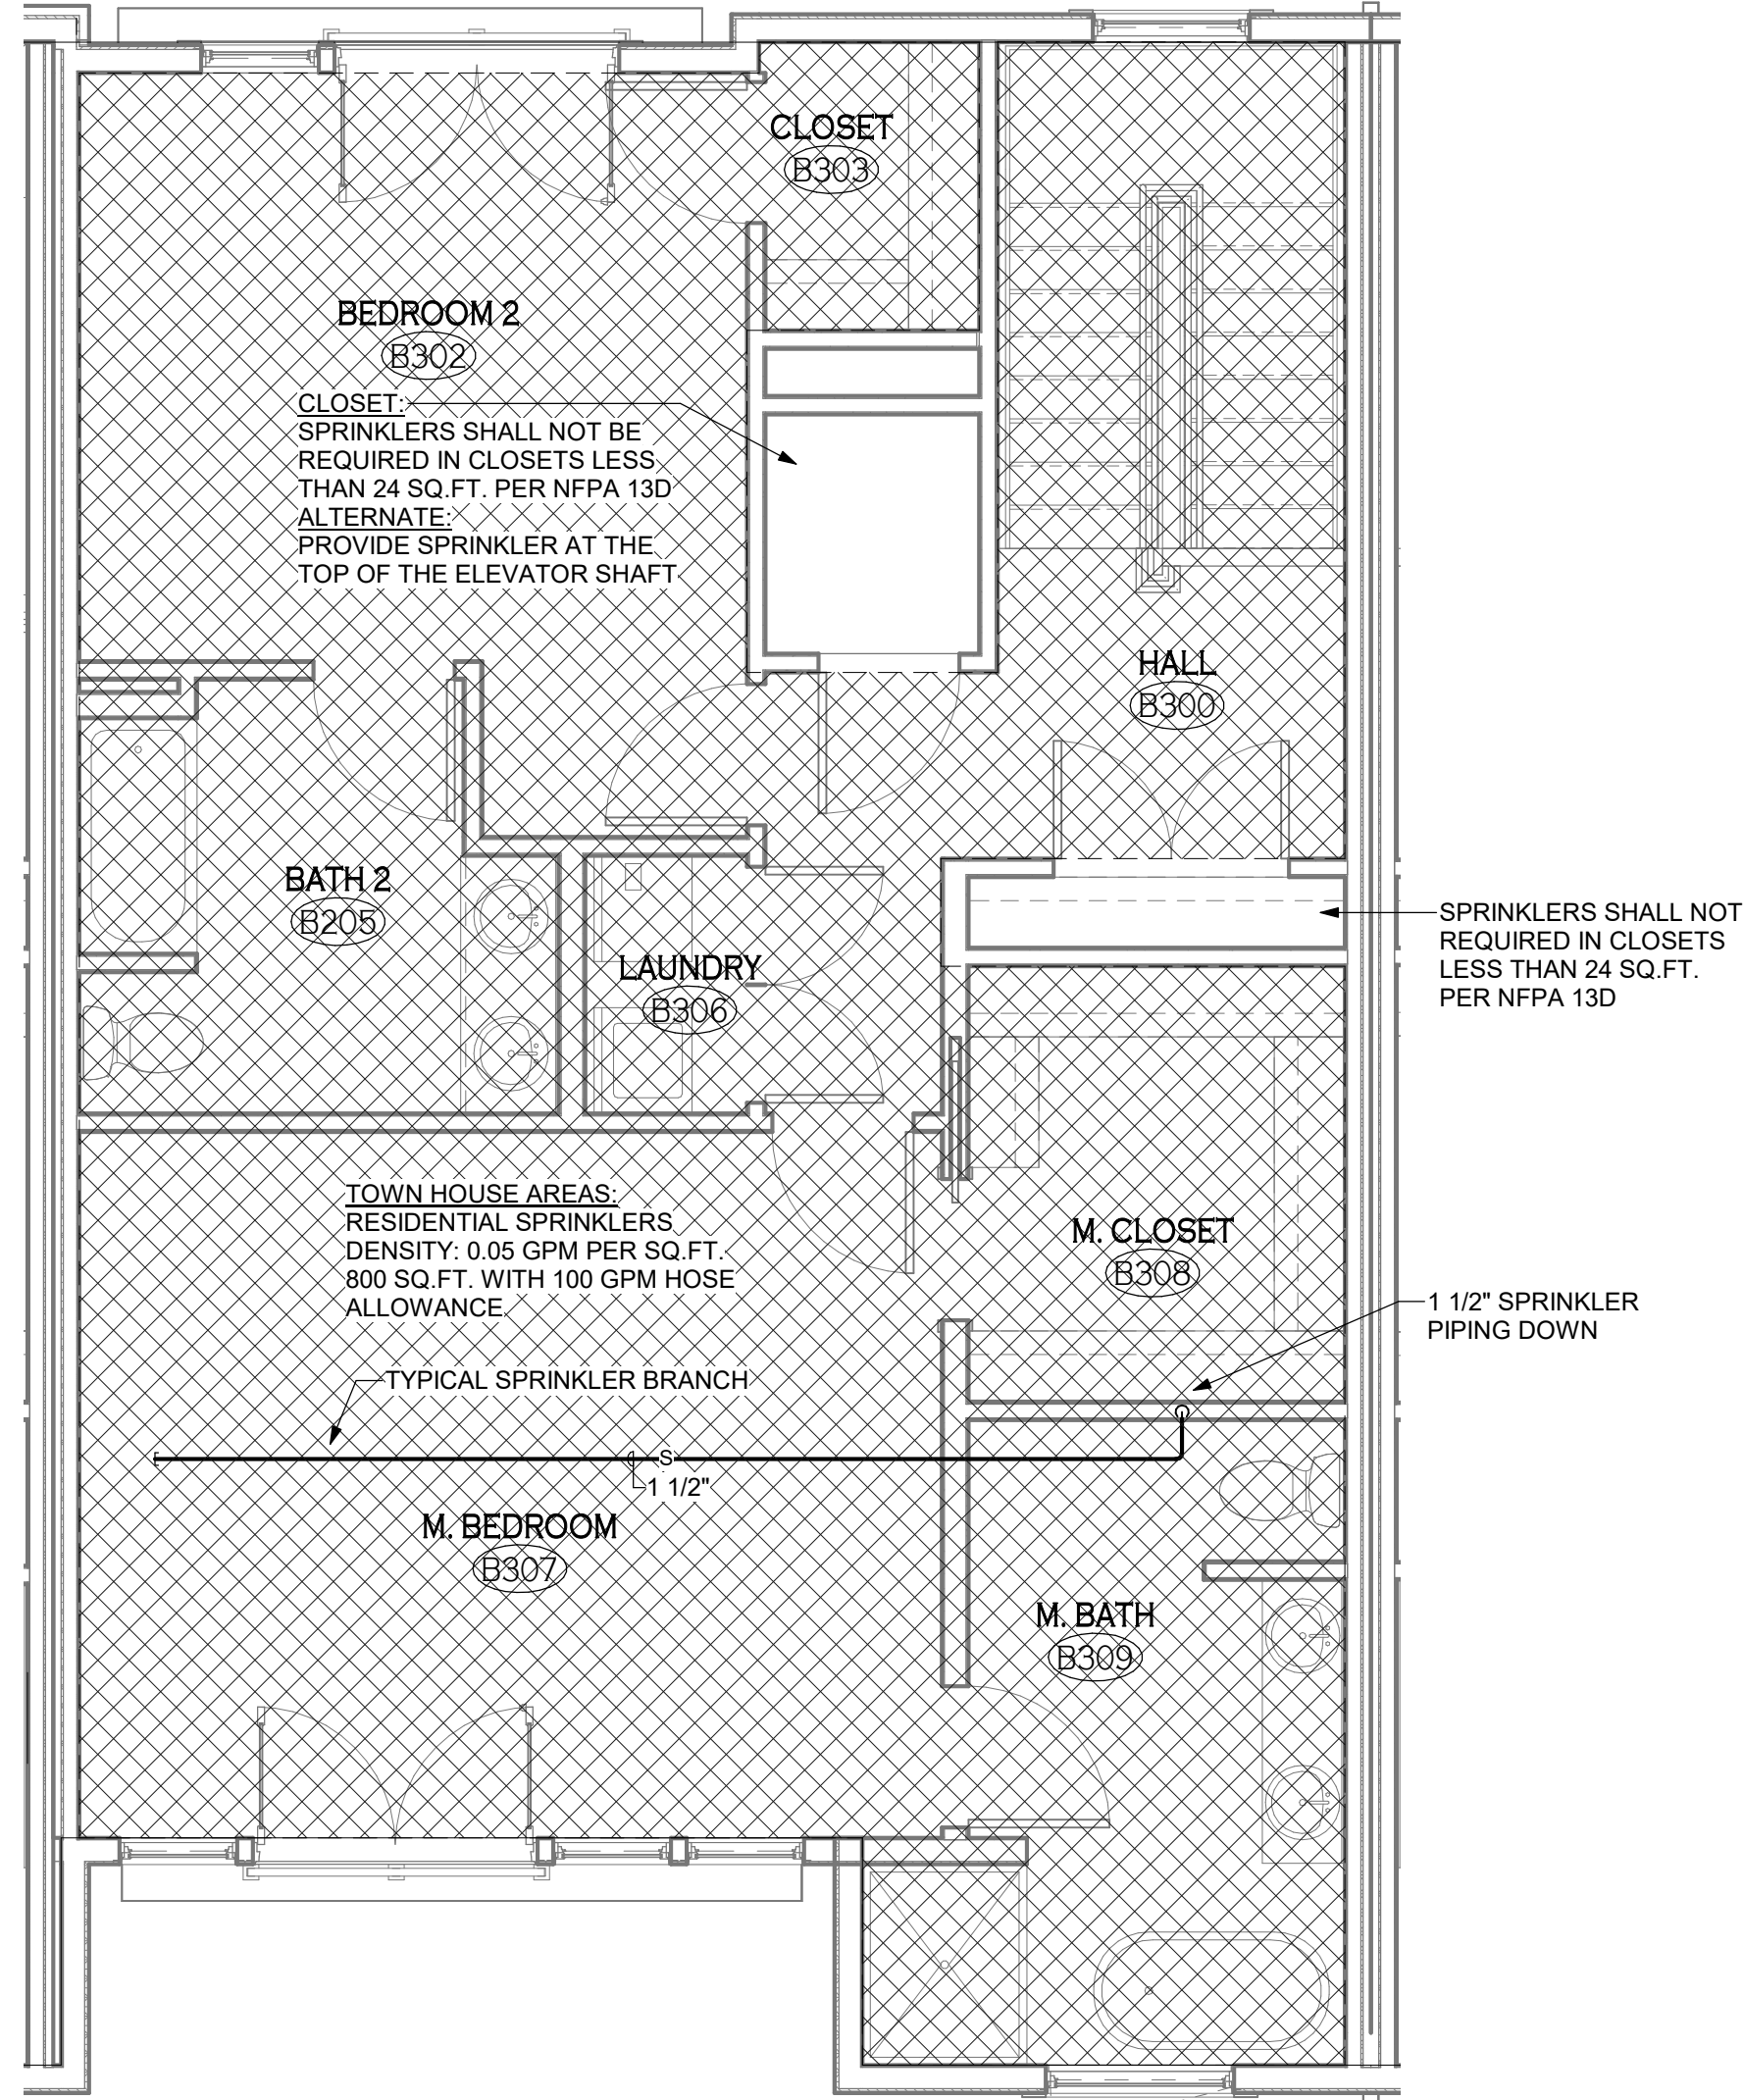 CLOSET
B303
BEDROOM 2
B302
CLOSET:
SPRINKLERS SHALL NOT BE
REQUIRED IN CLOSETS LESS
THAN 24 SQ.FT. PER NFPA 13D
ALTERNATE:
PROVIDE SPRINKLER AT THE
TOP OF THE ELEVATOR SHAFT
HALL
B300
BATH 2
B205
SPRINKLERS SHALL NOT
REQUIRED IN CLOSETS
LESS THAN 24 SQ.FT.
PER NFPA 13D
LAUNDRY
B306
TOWN HOUSE AREAS:
RESIDENTIAL SPRINKLERS
DENSITY: 0.05 GPM PER SQ.FT.
800 SQ.FT. WITH 100 GPM HOSE
ALLOWANCE
M. CLOSET
B308
1 1/2" SPRINKLER
PIPING DOWN
TYPICAL SPRINKLER BRANCH
S
1 1/2"
M. BEDROOM
B307
M. BATH
B309